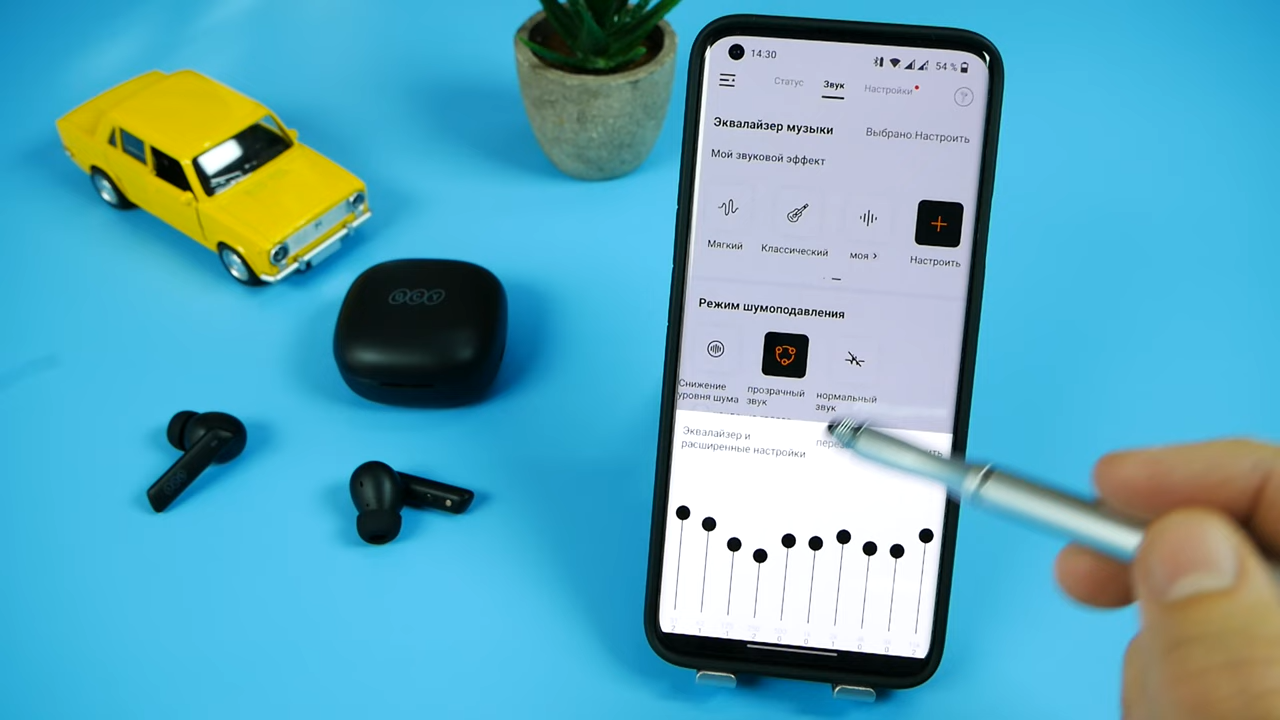 14:30
54 %
Статус
Звук
Настройки
Эквалайзер музыки
Выбрано:Настроить
Мой звуковой эффект
Мягкий
Классический
моя >
Настроить
Режим шумоподавления
Снижение
уровня шума
прозрачный
звук
нормальный
звук
Эквалайзер и
расширенные настройки
QCY